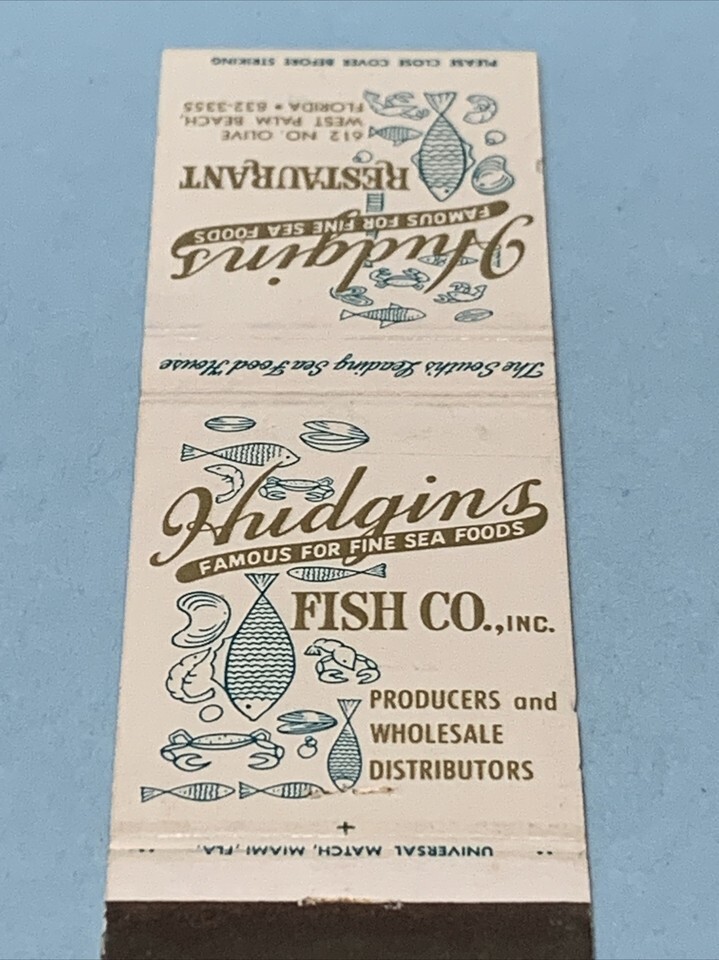 PLEASE CLOSE COVER BEFORE STRIKING
612 NO. OLIVE
WEST PALM BEACH,
FLORIDA • 832-3355
RESTAURANT
Hudgins
FAMOUS FOR FINE SEA FOODS
The South's Leading Sea Food House
Hudgins
FAMOUS FOR FINE SEA FOODS
FISH CO., INC.
PRODUCERS and
WHOLESALE
DISTRIBUTORS
UNIVERSAL MATCH, MIAMI, FLA.